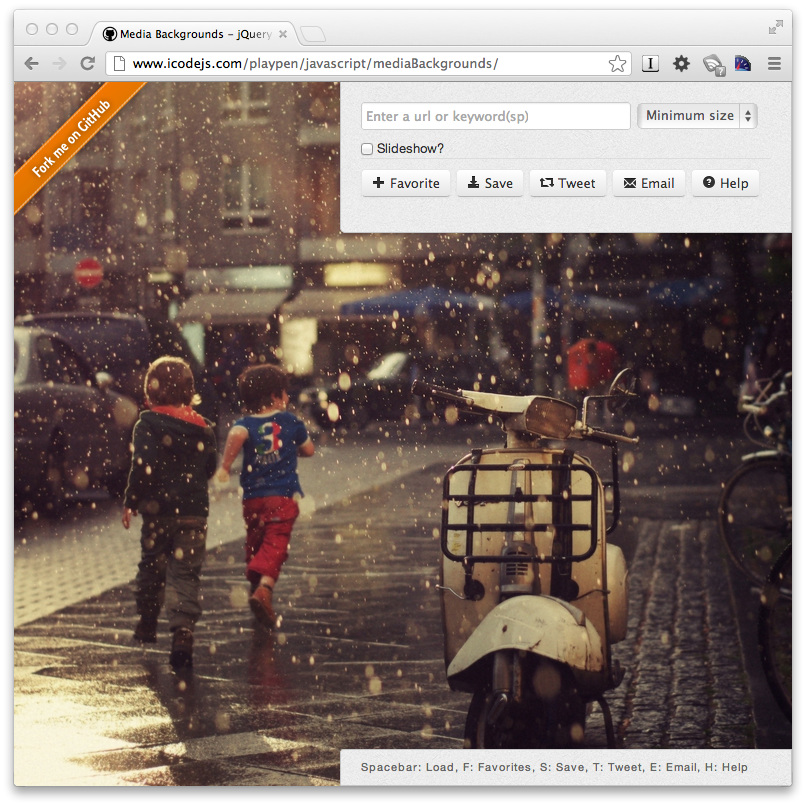 Media Backgrounds – jQuery
www.icodejs.com/playpen/javascript/mediaBackgrounds/
Fork me on GitHub
Enter a url or keyword(sp)
Minimum size
Slideshow?
Favorite
Save
Tweet
Email
Help
Spacebar: Load, F: Favorites, S: Save, T: Tweet, E: Email, H: Help